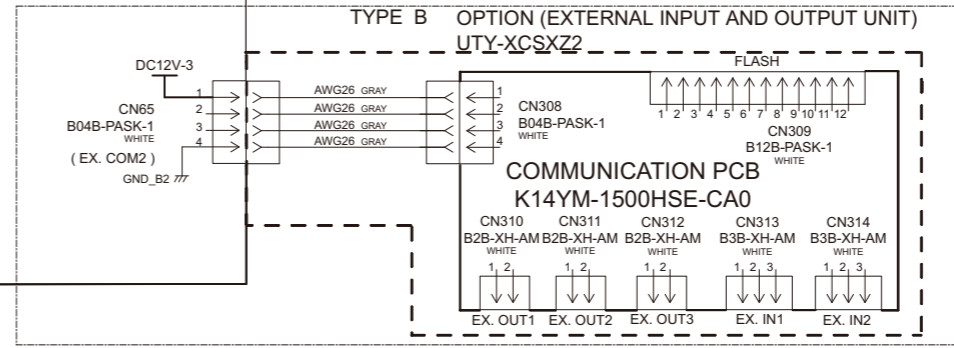 TYPE B OPTION (EXTERNAL INPUT AND OUTPUT UNIT)
UTY-XCSXZ2
FLASH
DC12V-3
1 AWG26 GRAY 1
2 AWG26 GRAY 2
3 AWG26 GRAY 3
4 AWG26 GRAY 4
CN65
B04B-PASK-1
WHITE
( EX. COM2 )
GND_B2
CN308
B04B-PASK-1
WHITE
1 2 3 4 5 6 7 8 9 10 11 12
CN309
B12B-PASK-1
WHITE
COMMUNICATION PCB
K14YM-1500HSE-CA0
CN310 CN311 CN312 CN313 CN314
B2B-XH-AM B2B-XH-AM B2B-XH-AM B3B-XH-AM B3B-XH-AM
WHITE WHITE WHITE WHITE WHITE
1 2 1 2 1 2 1 2 3 1 2 3
EX. OUT1 EX. OUT2 EX. OUT3 EX. IN1 EX. IN2